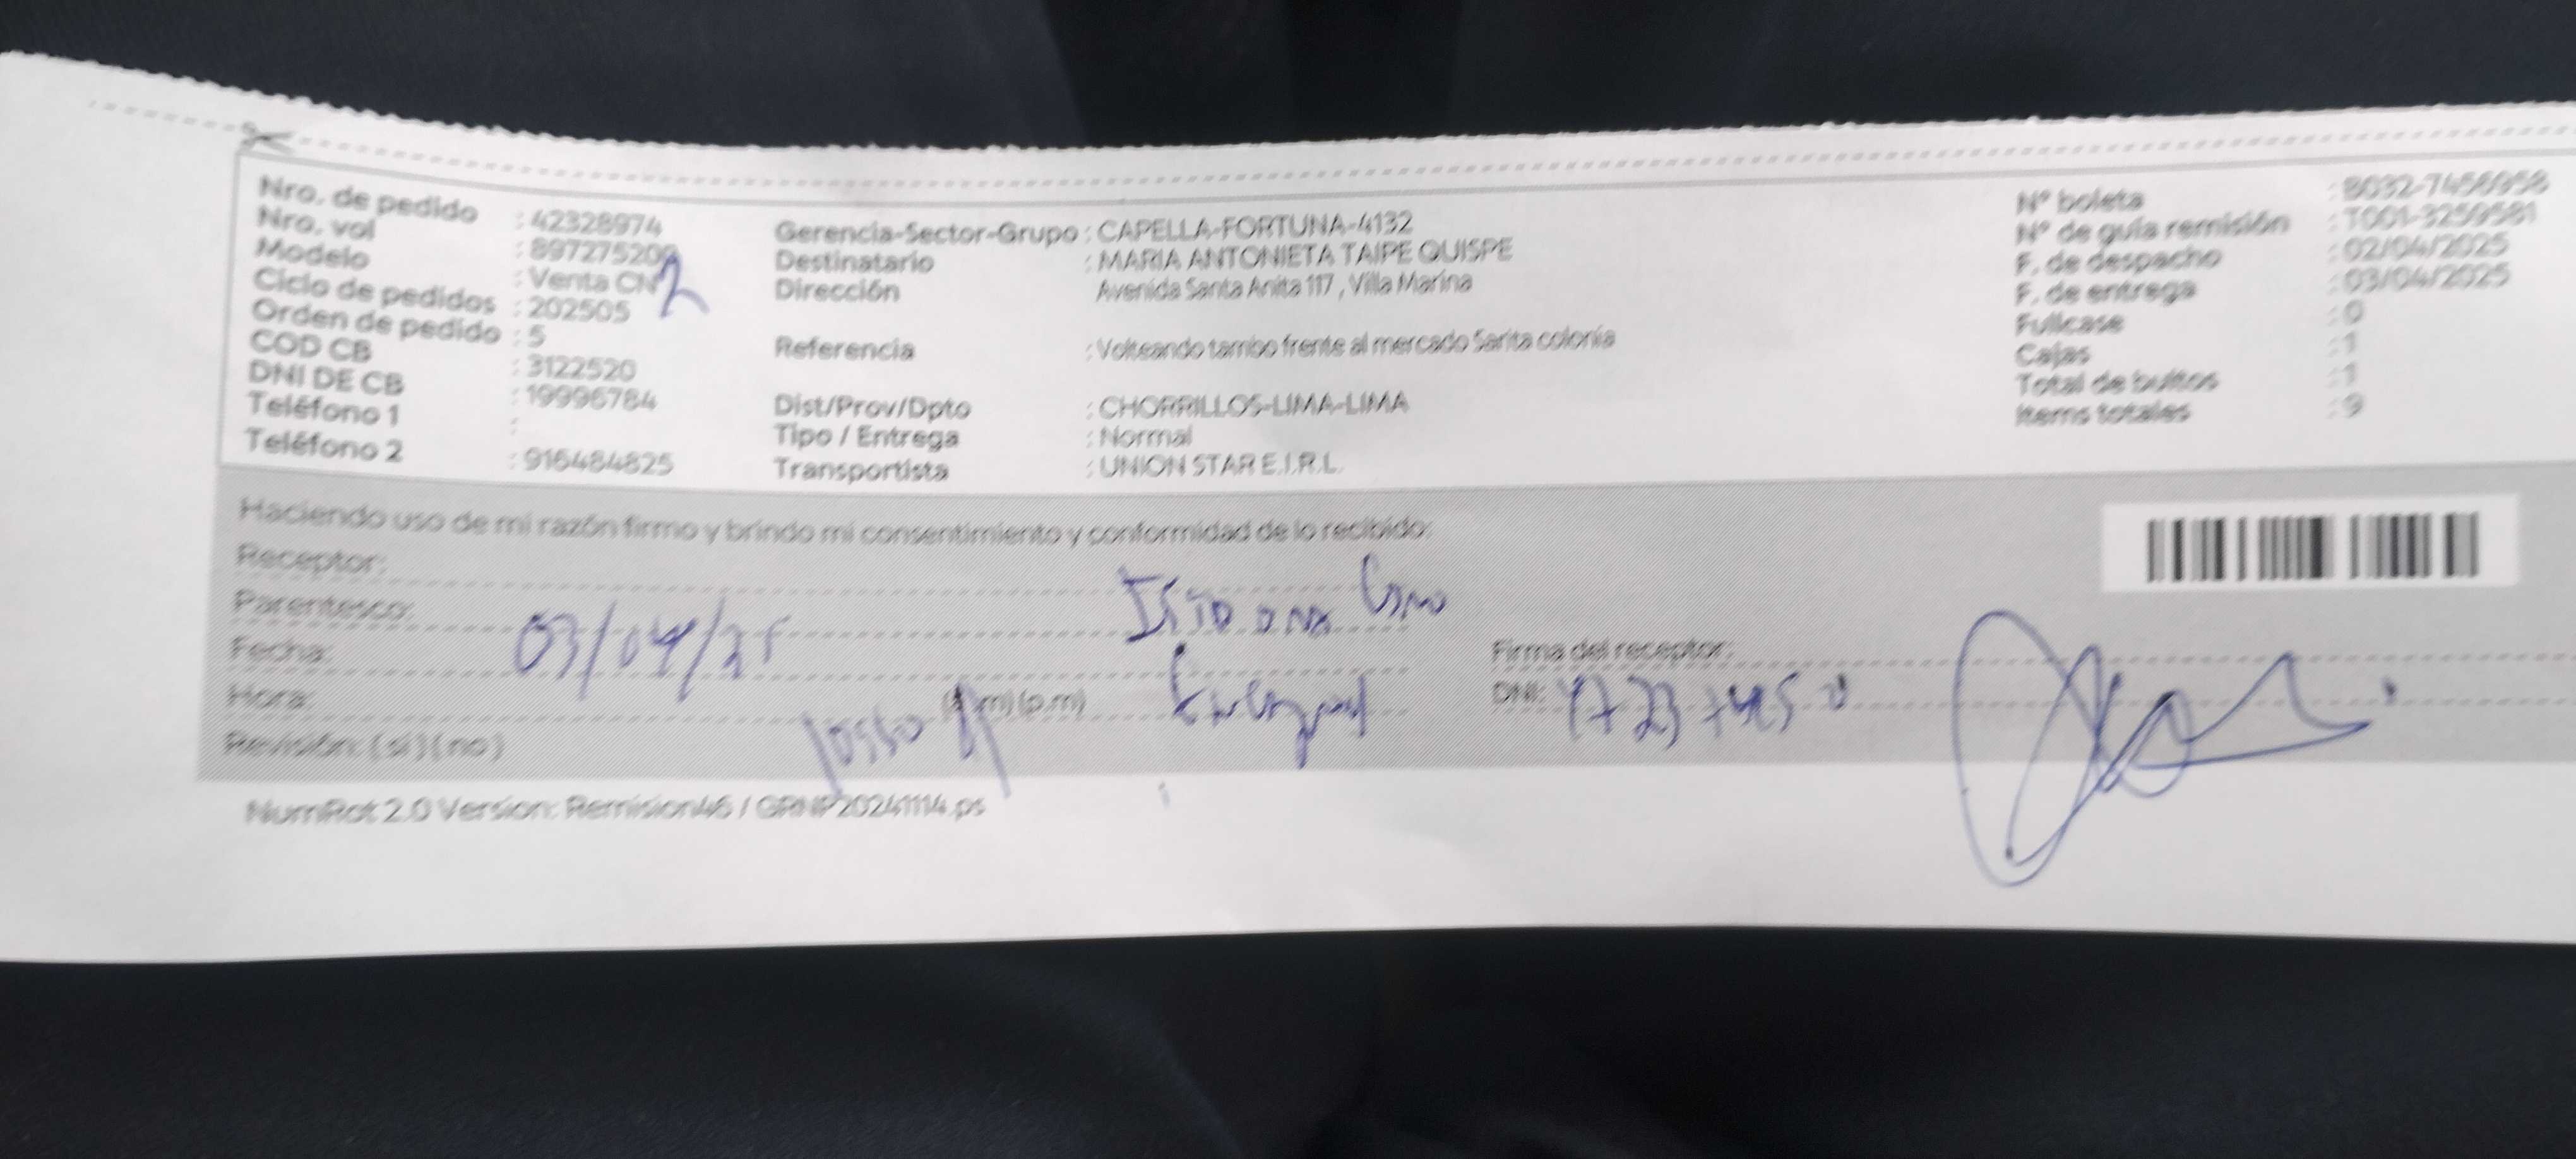 Nro. de pedido : 42328974
Nro. vol : 897275209
Modelo : Venta CN 2
Ciclo de pedidos : 202505
Orden de pedido : 5
COD CB : 3122520
DNI DE CB : 19996784
Teléfono 1 :
Teléfono 2 : 916484825
Gerencia-Sector-Grupo : CAPELLA-FORTUNA-4132
Destinatario : MARIA ANTONIETA TAIPE QUISPE
Dirección Avenida Santa Anita 117 , Villa Marina
Referencia : Volteando tambo frente al mercado Sarita colonia
Dist/Prov/Dpto : CHORRILLOS-LIMA-LIMA
Tipo / Entrega : Normal
Transportista : UNION STAR E.I.R.L.
N° boleta : B032-7456958
N° de guía remisión : T001-3259581
F. de despacho : 02/04/2025
F. de entrega : 03/04/2025
Fullcase : 0
Cajas : 1
Total de bultos : 1
Items totales : 9
Haciendo uso de mi razón firmo y brindo mi consentimiento y conformidad de lo recibido:
Receptor:
Parentesco:
Fecha: 03/04/25
Hora: (a.m) (p.m)
Revisión: (si) (no)
Firma del receptor:
DNI:
NumRot 2.0 Version: Remision46 / GRNP20241114.ps